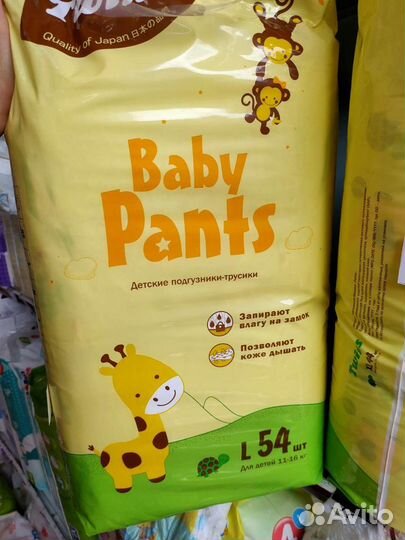 Quality of Japan 日本の品
Baby
Pants
Детские подгузники-трусики
Запирают
влагу на замок
Позволяют
коже дышать
L 54 шт
Для детей 11-16 кг
Avito